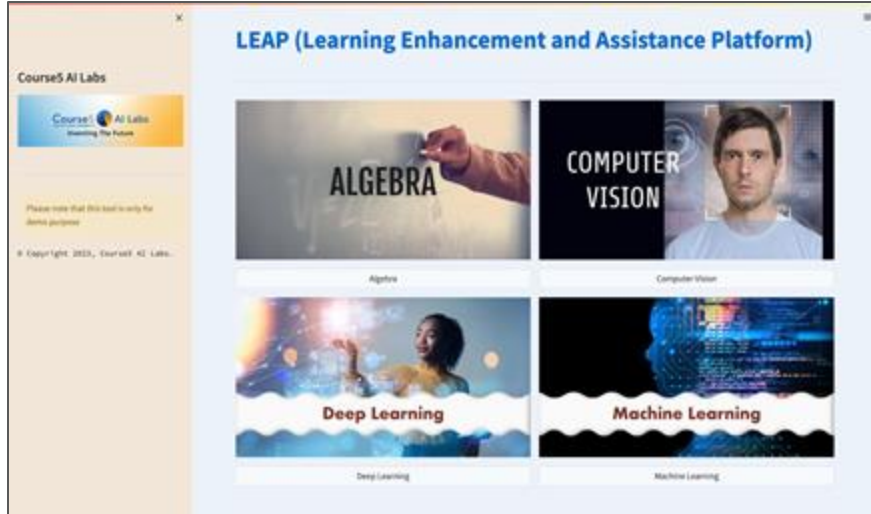 ×
Course5 AI Labs
Course5 AI Labs
Inventing The Future
Please note that this tool is only for
demo purpose
© Copyright 2023, Course5 AI Labs.
LEAP (Learning Enhancement and Assistance Platform)
ALGEBRA
Algebra
COMPUTER
VISION
Computer Vision
Deep Learning
Deep Learning
Machine Learning
Machine Learning